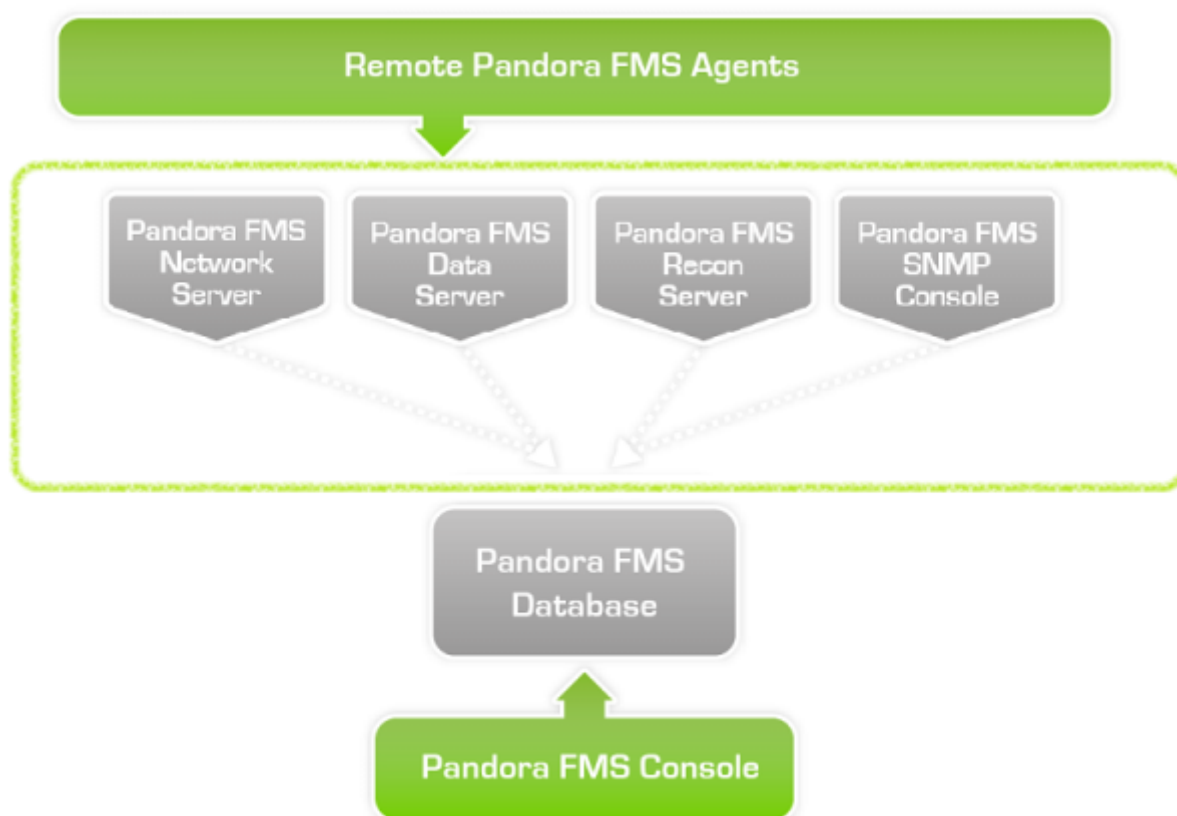 Remote Pandora FMS Agents
Pandora FMS
Network
Server
Pandora FMS
Data
Server
Pandora FMS
Recon
Server
Pandora FMS
SNMP
Console
Pandora FMS
Database
Pandora FMS Console